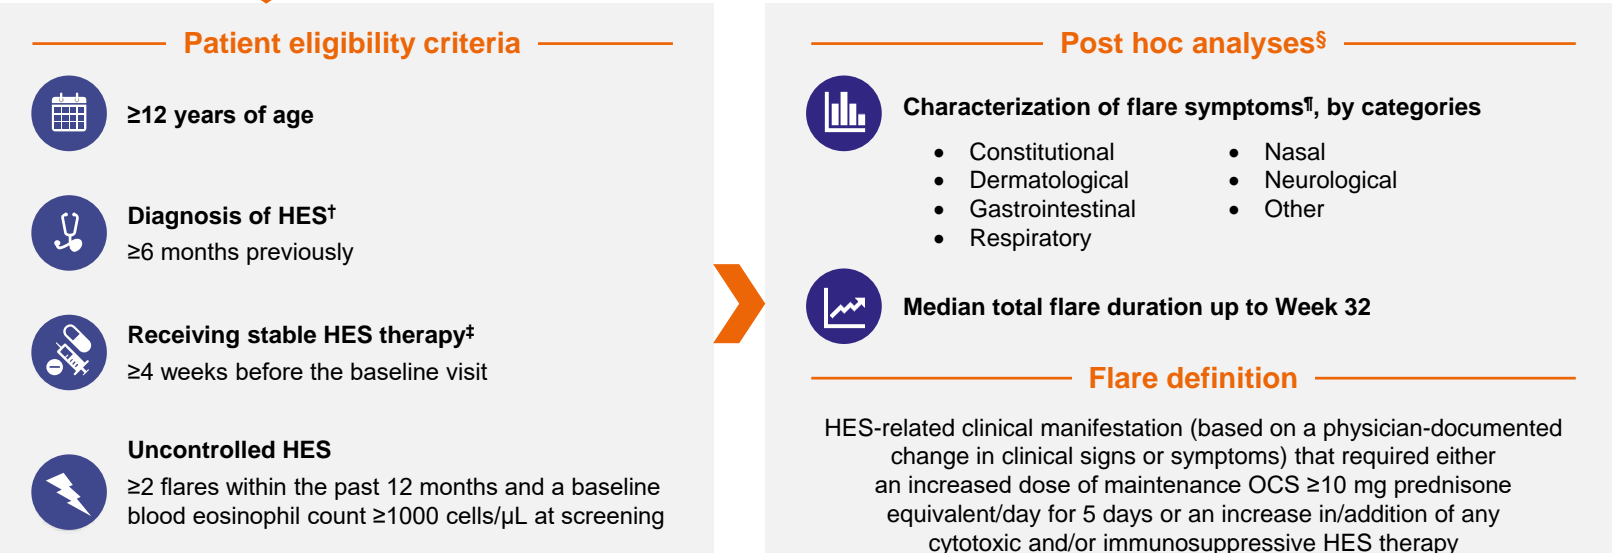 Patient eligibility criteria
≥12 years of age
Diagnosis of HES†
≥6 months previously
Receiving stable HES therapy‡
≥4 weeks before the baseline visit
Uncontrolled HES
≥2 flares within the past 12 months and a baseline
blood eosinophil count ≥1000 cells/µL at screening
Post hoc analyses§
Characterization of flare symptoms¶, by categories
• Constitutional
• Dermatological
• Gastrointestinal
• Respiratory
• Nasal
• Neurological
• Other
Median total flare duration up to Week 32
Flare definition
HES-related clinical manifestation (based on a physician-documented
change in clinical signs or symptoms) that required either
an increased dose of maintenance OCS ≥10 mg prednisone
equivalent/day for 5 days or an increase in/addition of any
cytotoxic and/or immunosuppressive HES therapy